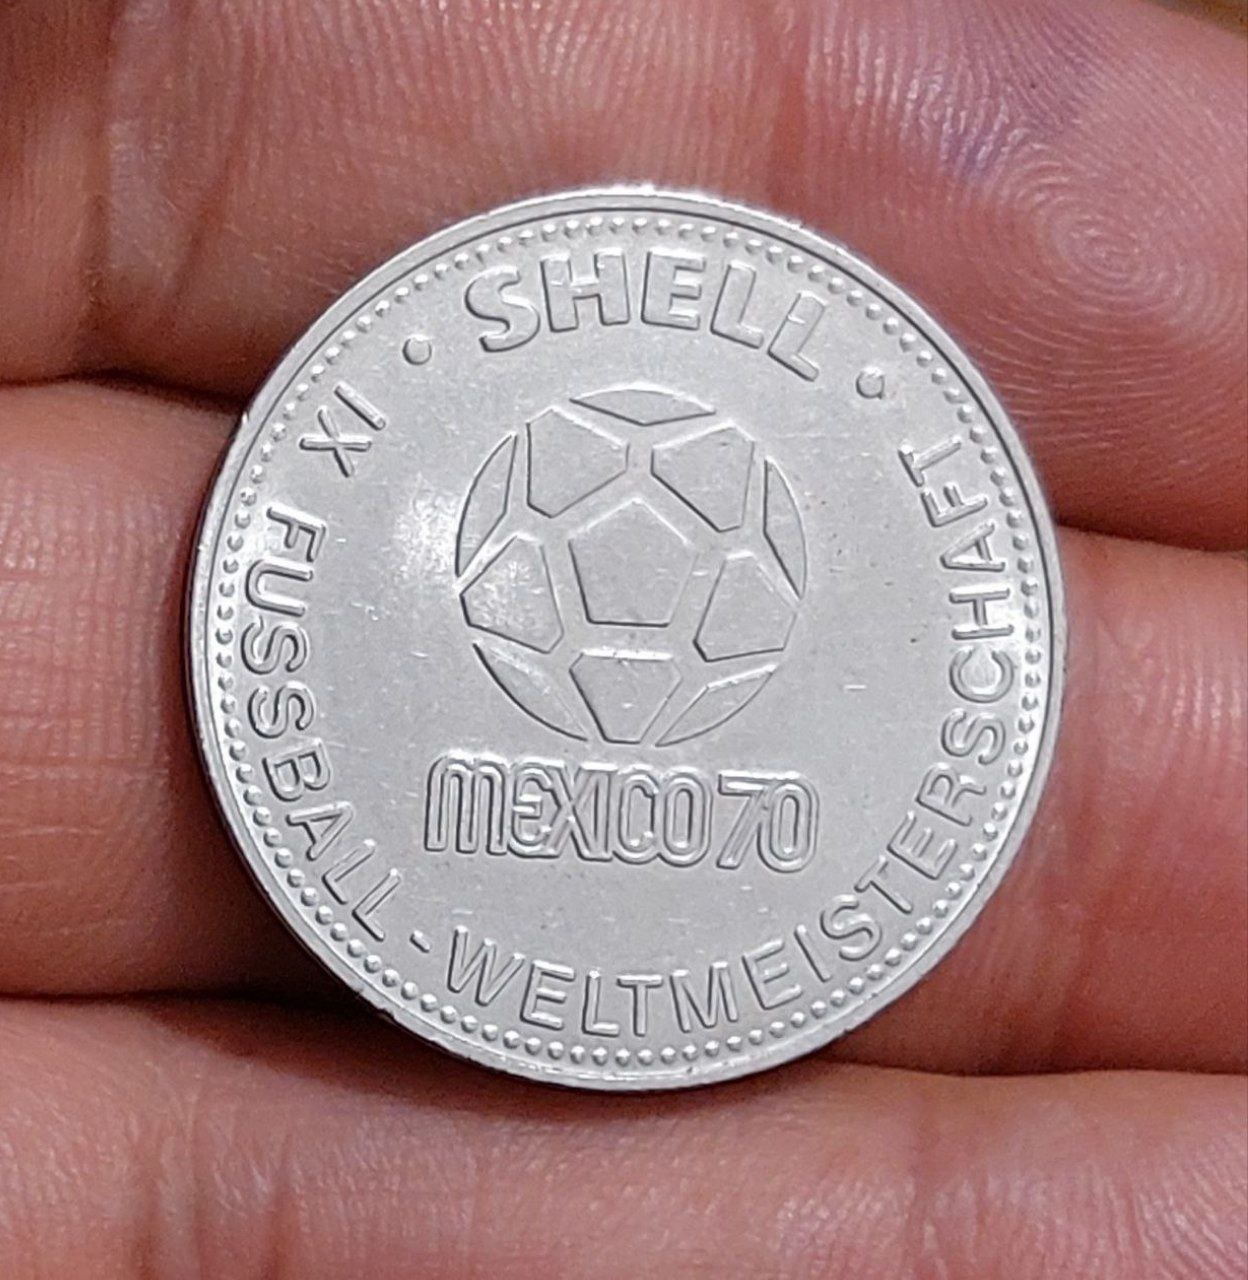 • SHELL •
IX FUSSBALL-WELTMEISTERSCHAFT
MEXICO70